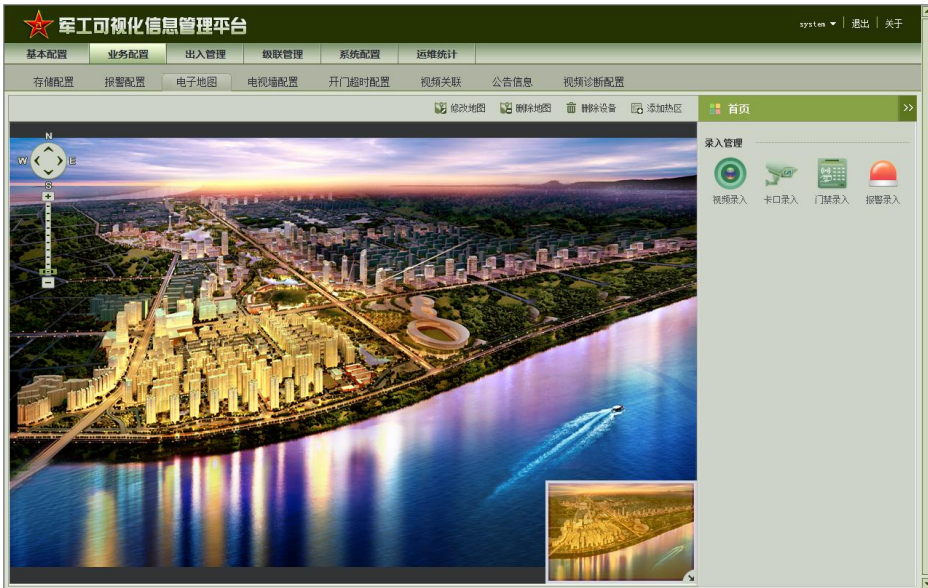 军工可视化信息管理平台
system 退出 关于
基本配置 业务配置 出入管理 级联管理 系统配置 运维统计
存储配置 报警配置 电子地图 电视墙配置 开门超时配置 视频关联 公告信息 视频诊断配置
修改地图 删除地图 删除设备 添加热区 首页 >>
录入管理
视频录入 卡口录入 门禁录入 报警录入
N
W E
S